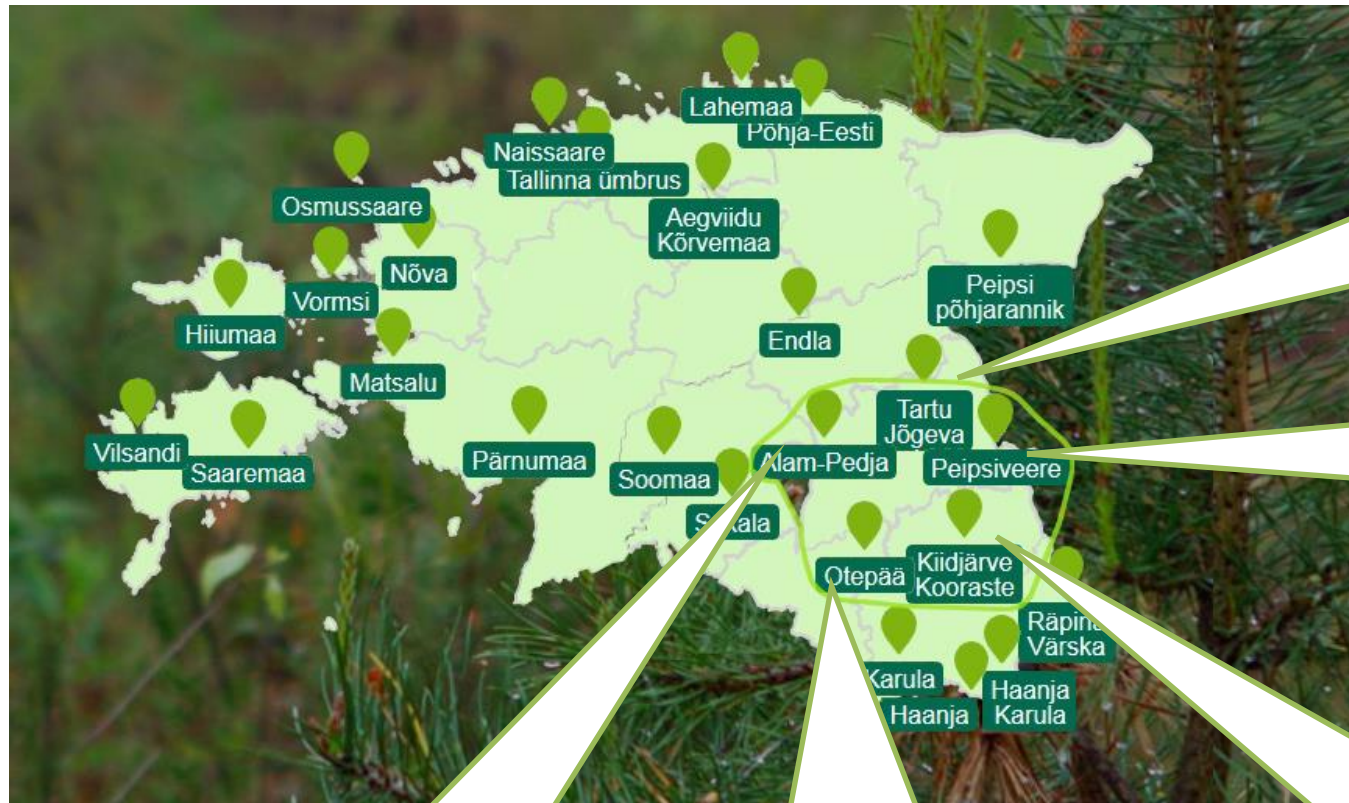 Lahemaa
Põhja-Eesti
Naissaare
Tallinna ümbrus
Osmussaare
Aegviidu
Kõrvemaa
Nõva
Vormsi
Hiiumaa
Peipsi
põhjarannik
Endla
Matsalu
Tartu
Jõgeva
Vilsandi
Saaremaa
Pärnumaa
Soomaa
Alam-Pedja
Peipsiveere
Otepää
Kiidjärve
Kooraste
Värska
Karula
Haanja
Haanja
Karula